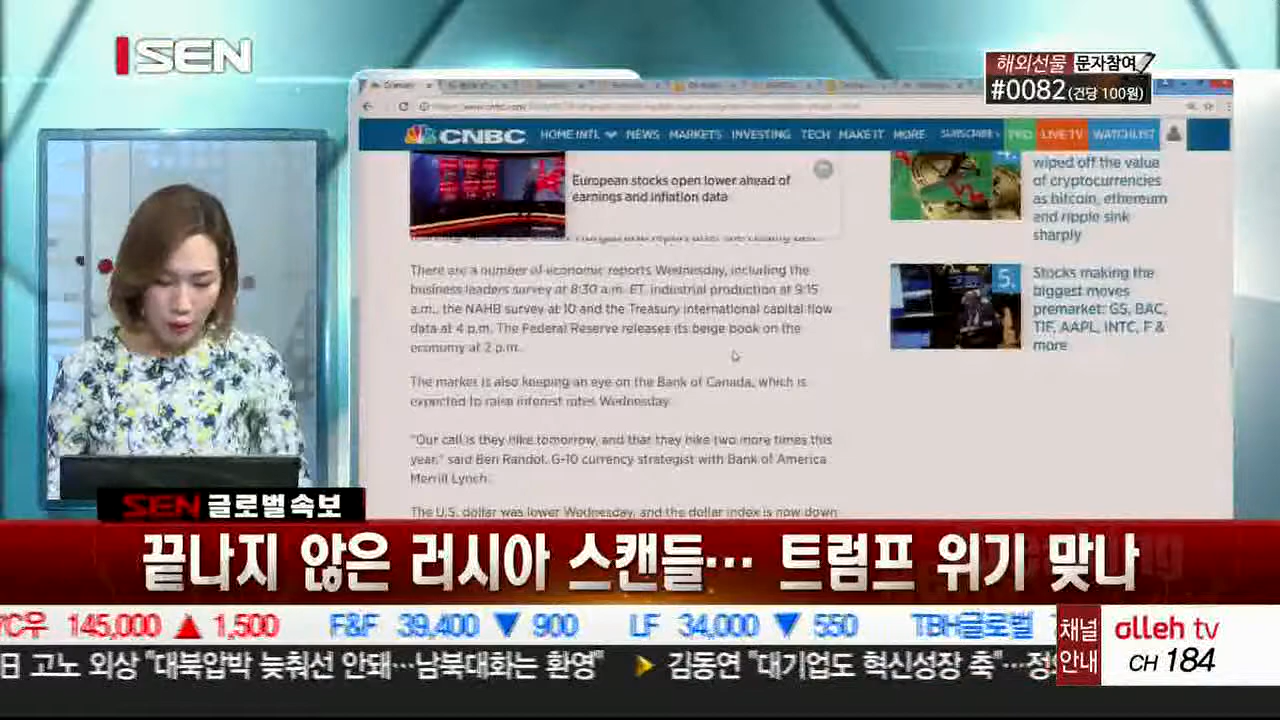 SEN
해외선물 문자참여
#0082(건당 100원)
CNBC HOME INTL NEWS MARKETS INVESTING TECH MAKE IT MORE SUBSCRIBE PRO LIVE TV WATCHLIST
European stocks open lower ahead of
earnings and inflation data
There are a number of economic reports Wednesday, including the
business leaders survey at 8:30 a.m. ET, industrial production at 9:15
a.m., the NAHB survey at 10 and the Treasury international capital flow
data at 4 p.m. The Federal Reserve releases its beige book on the
economy at 2 p.m.
The market is also keeping an eye on the Bank of Canada, which is
expected to raise interest rates Wednesday.
"Our call is they hike tomorrow, and that they hike two more times this
year," said Ben Randol, G-10 currency strategist with Bank of America
Merrill Lynch.
The U.S. dollar was lower Wednesday, and the dollar index is now down
wiped off the value
of cryptocurrencies
as bitcoin, ethereum
and ripple sink
sharply
5.
Stocks making the
biggest moves
premarket: GS, BAC,
TIF, AAPL, INTC, F &
more
SEN 글로벌속보
끝나지 않은 러시아 스캔들… 트럼프 위기 맞나
YC우 145,000 ▲ 1,500 F&F 39,400 ▼ 900 LF 34,000 ▼ 550 TBH글로벌
日 고노 외상 "대북압박 늦춰선 안돼…남북대화는 환영" ▶ 김동연 "대기업도 혁신성장 축"…정
채널
안내
olleh tv
CH 184